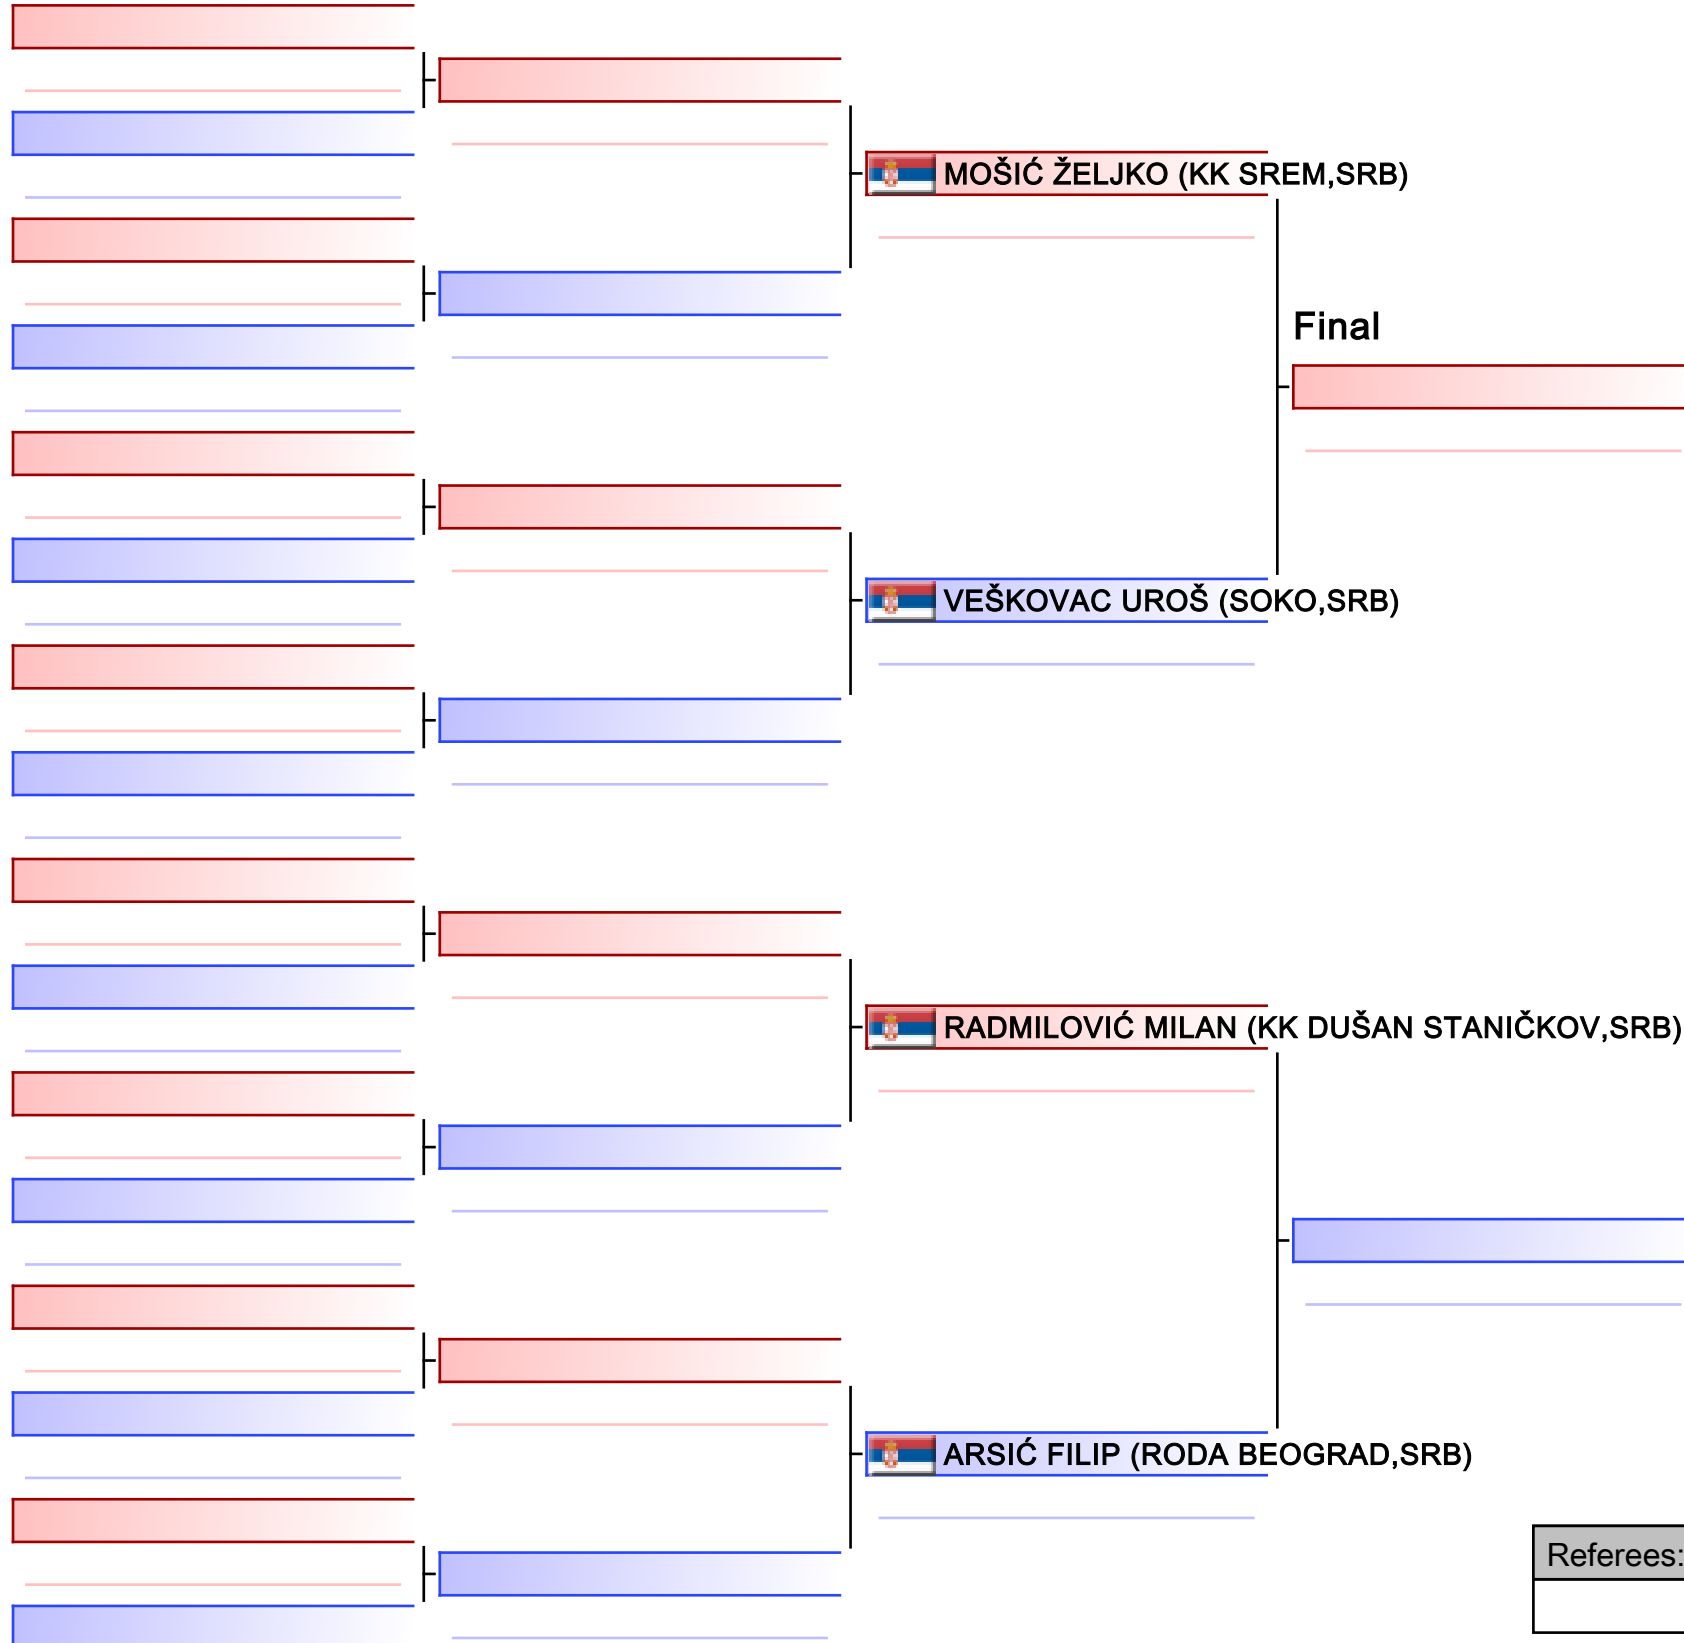 MOŠIĆ ŽELJKO (KK SREM,SRB)
Final
VEŠKOVAC UROŠ (SOKO,SRB)
RADMILOVIĆ MILAN (KK DUŠAN STANIČKOV,SRB)
ARSIĆ FILIP (RODA BEOGRAD,SRB)
Referees: